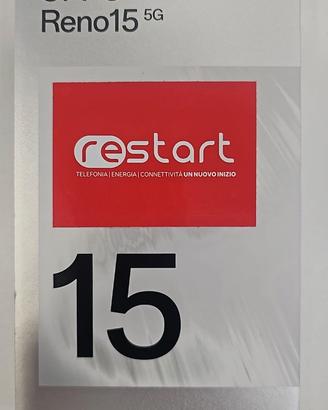 Reno15 5G
restart
TELEFONIA | ENERGIA | CONNETTIVITÀ UN NUOVO INIZIO
15